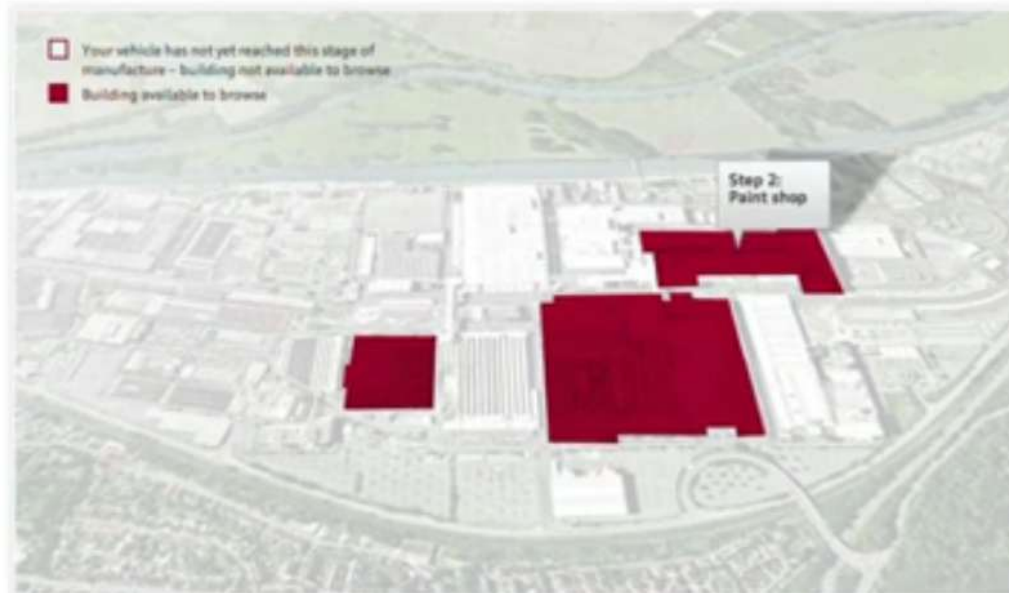 Your vehicle has not yet reached this stage of
manufacture – building not available to browse
Building available to browse
Step 2:
Paint shop